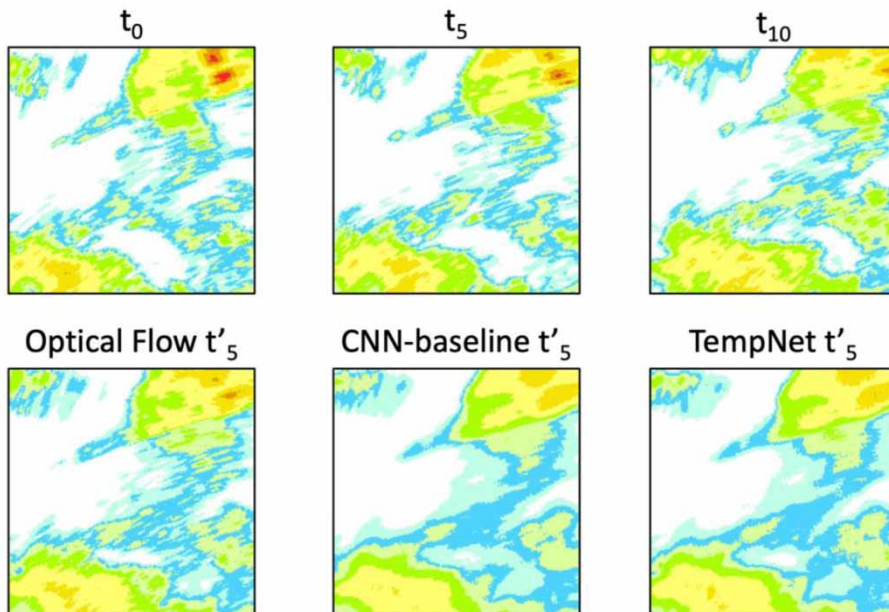 t₀ t₅ t₁₀
Optical Flow t’₅ CNN-baseline t’₅ TempNet t’₅